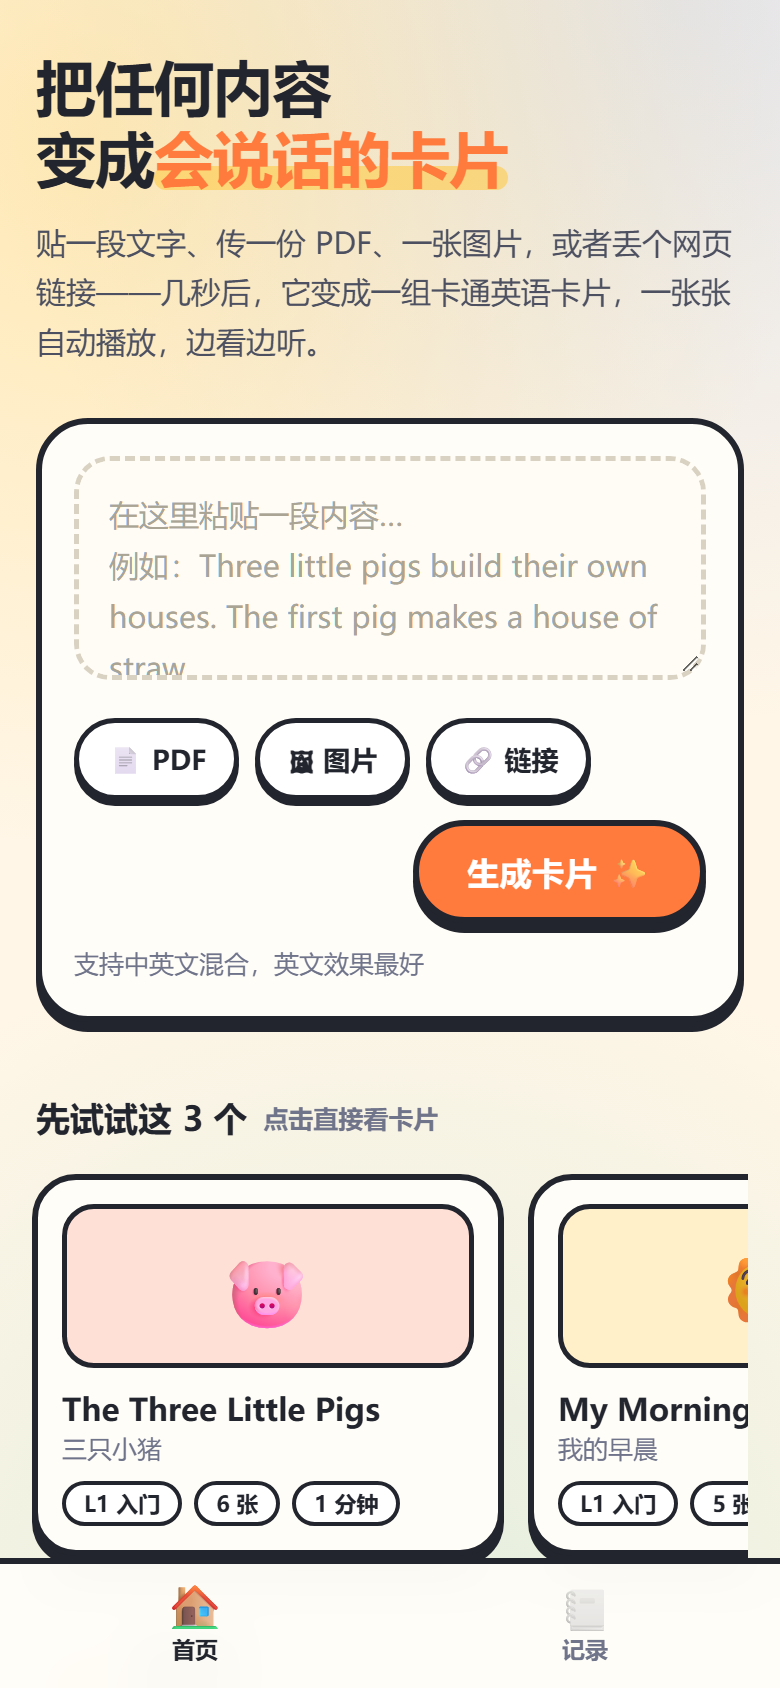 把任何内容
变成会说话的卡片
贴一段文字、传一份 PDF、一张图片，或者丢个网页
链接——几秒后，它变成一组卡通英语卡片，一张张
自动播放，边看边听。
在这里粘贴一段内容...
例如：Three little pigs build their own
houses. The first pig makes a house of
straw
PDF 图片 链接
生成卡片
支持中英文混合，英文效果最好
先试试这 3 个 点击直接看卡片
The Three Little Pigs
三只小猪
L1 入门 6 张 1 分钟
My Morning
我的早晨
L1 入门 5 张
首页 记录